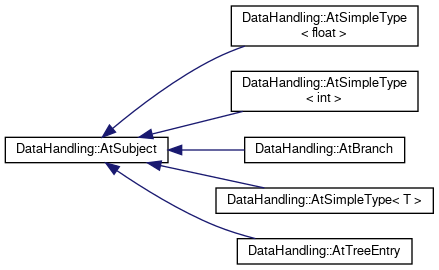 DataHandling::AtSimpleType
< float >
DataHandling::AtSimpleType
< int >
DataHandling::AtSubject
DataHandling::AtBranch
DataHandling::AtSimpleType< T >
DataHandling::AtTreeEntry